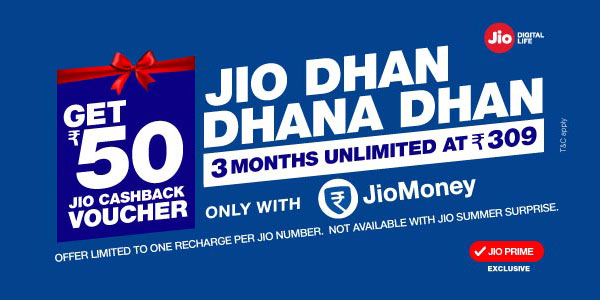 Jio DIGITAL
LIFE
GET
₹50
JIO CASHBACK
VOUCHER
JIO DHAN
DHANA DHAN
3 MONTHS UNLIMITED AT ₹309
ONLY WITH ₹ JioMoney
T&C apply
OFFER LIMITED TO ONE RECHARGE PER JIO NUMBER. NOT AVAILABLE WITH JIO SUMMER SURPRISE.
JIO PRIME
EXCLUSIVE